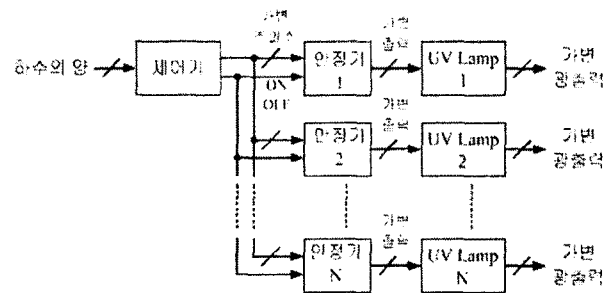 하수의 양
제어기
가변
주파수
ON
OFF
안정기
1
가변
출력
UV Lamp
1
가변
광출력
안정기
2
가변
출력
UV Lamp
2
가변
광출력
안정기
N
가변
출력
UV Lamp
N
가변
광출력